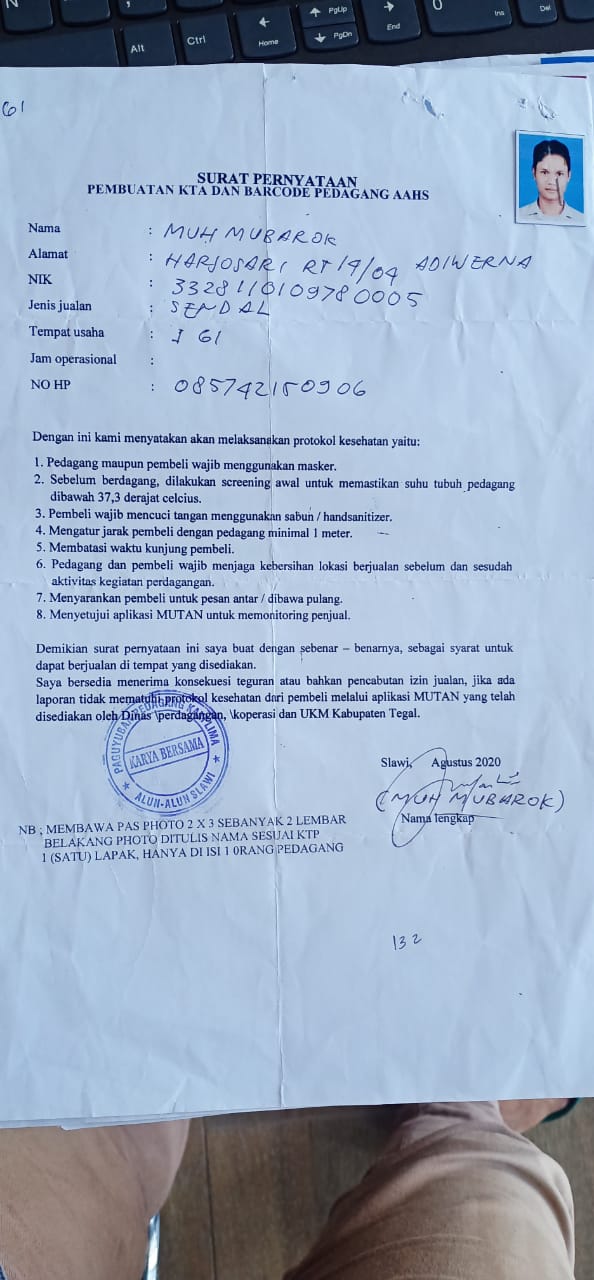 N
;
PgUp
0
Ins
Del
Alt
Ctrl
Home
PgDn
End
61
SURAT PERNYATAAN
PEMBUATAN KTA DAN BARCODE PEDAGANG AAHS
Nama : MUH MUBAROK
Alamat : HARJOSARI RT 14/04 ADIWERNA
NIK : 3328110109780005
Jenis jualan : SENDAL
Tempat usaha : I 61
Jam operasional :
NO HP : 085742150906
Dengan ini kami menyatakan akan melaksanakan protokol kesehatan yaitu:
1. Pedagang maupun pembeli wajib menggunakan masker.
2. Sebelum berdagang, dilakukan screening awal untuk memastikan suhu tubuh pedagang
dibawah 37,3 derajat celcius.
3. Pembeli wajib mencuci tangan menggunakan sabun / handsanitizer.
4. Mengatur jarak pembeli dengan pedagang minimal 1 meter.
5. Membatasi waktu kunjung pembeli.
6. Pedagang dan pembeli wajib menjaga kebersihan lokasi berjualan sebelum dan sesudah
aktivitas kegiatan perdagangan.
7. Menyarankan pembeli untuk pesan antar / dibawa pulang.
8. Menyetujui aplikasi MUTAN untuk memonitoring penjual.
Demikian surat pernyataan ini saya buat dengan sebenar – benarnya, sebagai syarat untuk
dapat berjualan di tempat yang disediakan.
Saya bersedia menerima konsekuesi teguran atau bahkan pencabutan izin jualan, jika ada
laporan tidak mematuhi protokol kesehatan dari pembeli melalui aplikasi MUTAN yang telah
disediakan oleh Dinas \perdagangan, \koperasi dan UKM Kabupaten Tegal.
PAGUYUBAN PEDAGANG KAKI LIMA
KARYA BERSAMA
ALUN-ALUN SLAWI
Slawi, Agustus 2020
(MUH MUBAROK)
Nama lengkap
NB ; MEMBAWA PAS PHOTO 2 X 3 SEBANYAK 2 LEMBAR
BELAKANG PHOTO DITULIS NAMA SESUAI KTP
1 (SATU) LAPAK, HANYA DI ISI 1 0RANG PEDAGANG
132